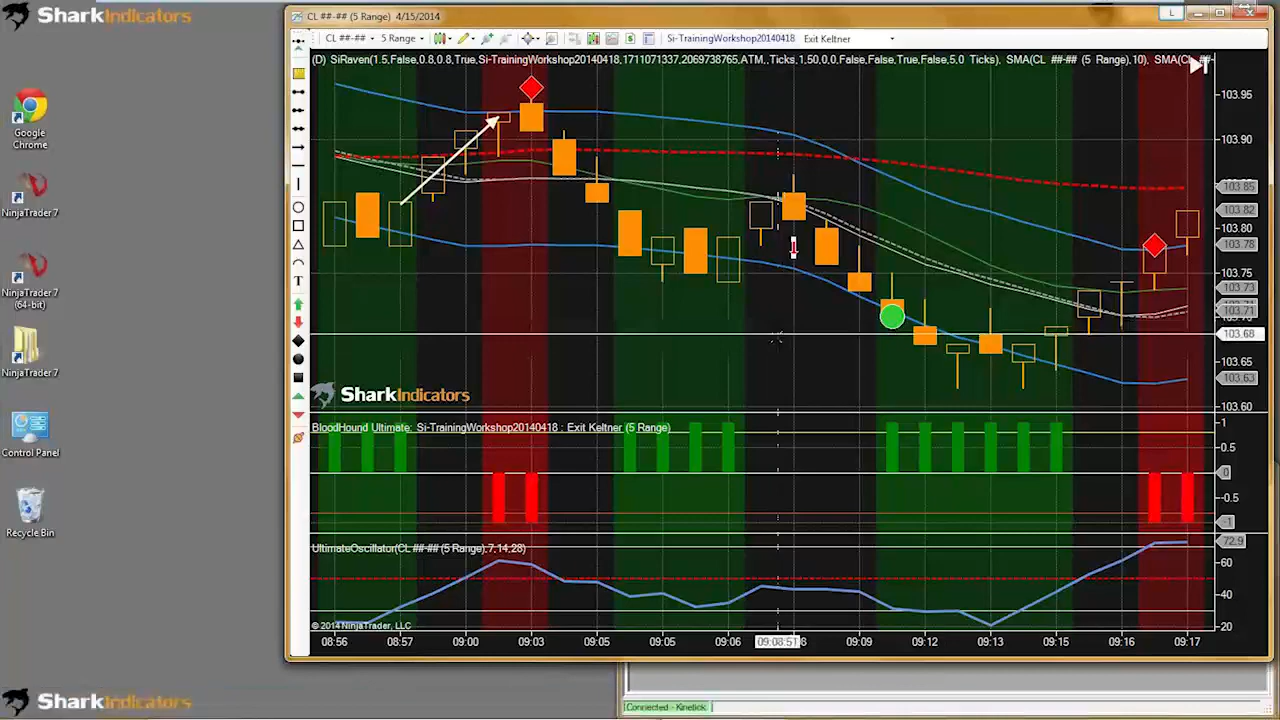 SharkIndicators
CL ##-## (5 Range) 4/15/2014
L
CL ##-##
5 Range
$
Si-TrainingWorkshop20140418
Exit Keltner
(D) SiRaven(1.5,False,0.8,0.8,True,Si-TrainingWorkshop20140418,1711071337,2069738765,ATM,,Ticks,1,50,0,0,False,False,True,False,5,0 Ticks), SMA(CL ##-## (5 Range),10), SMA(CL ##-
103.95
103.90
103.85
103.82
103.80
103.78
103.75
103.73
103.71
103.68
103.65
103.63
103.60
T
Google
Chrome
NinjaTrader 7
NinjaTrader 7
(64-bit)
NinjaTrader 7
Control Panel
Recycle Bin
SharkIndicators
BloodHound Ultimate: Si-TrainingWorkshop20140418 : Exit Keltner (5 Range)
1
0.5
0
-0.5
-1
UltimateOscillator(CL ##-## (5 Range),7,14,28)
72.9
60
40
20
© 2014 NinjaTrader, LLC
08:56
08:57
09:00
09:03
09:05
09:05
09:06
09:08:51
8
09:09
09:12
09:13
09:15
09:16
09:17
SharkIndicators
Connected - Kinetick